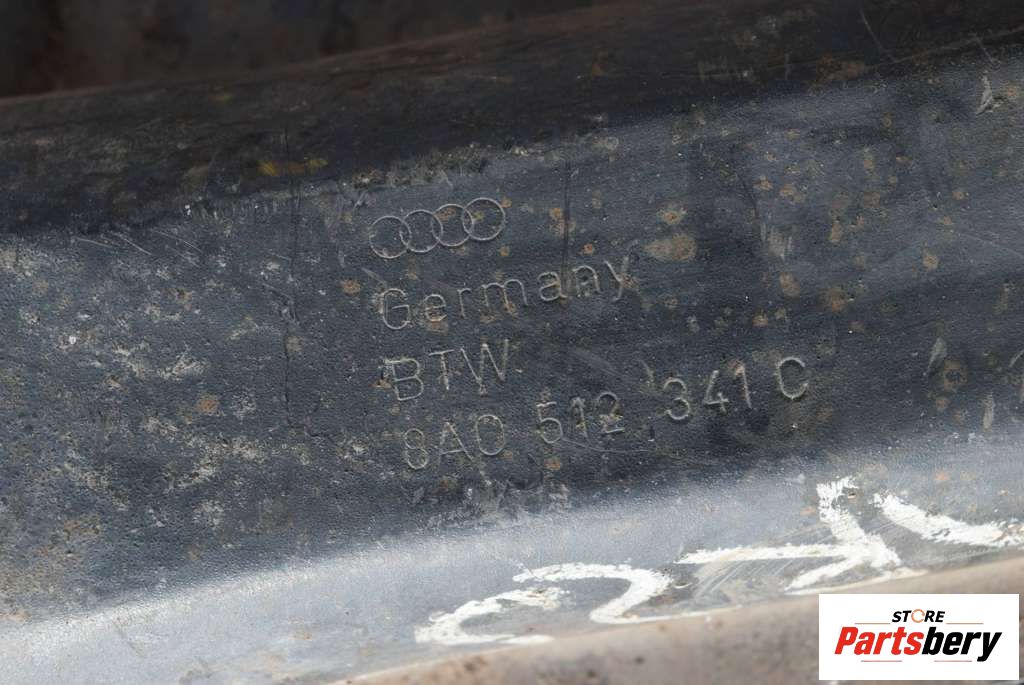 Germany
BTW
8A0 512 341 C
STORE
Partsbery